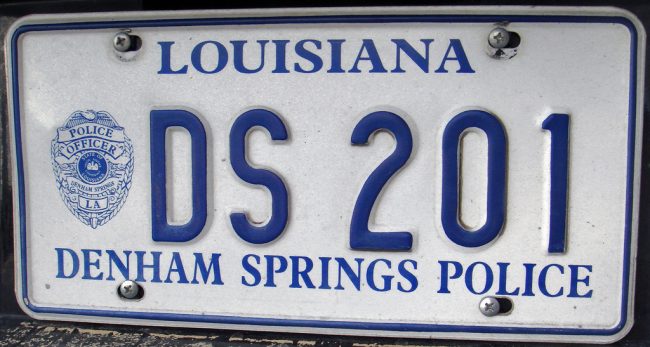 LOUISIANA
POLICE
OFFICER
DENHAM SPRINGS
LA
DS 201
DENHAM SPRINGS POLICE